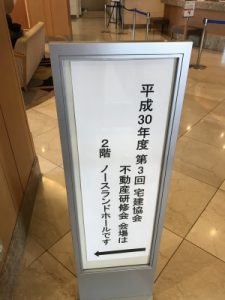 平成30年度 第3回 宅建協会
不動産研修会 会場は
2階 ノースランドホールです